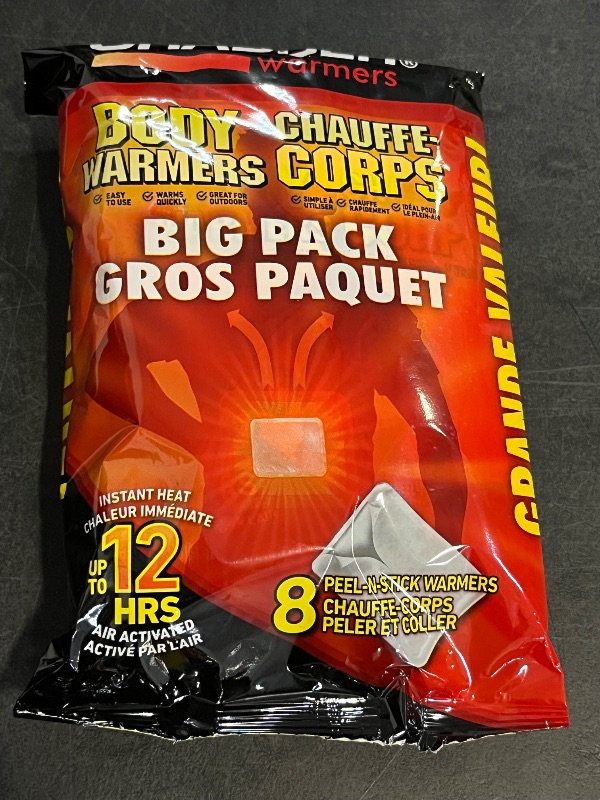 warmers
BODY WARMERS
CHAUFFE-CORPS
EASY TO USE
WARMS QUICKLY
GREAT FOR OUTDOORS
SIMPLE À UTILISER
CHAUFFE RAPIDEMENT
IDÉAL POUR LE PLEIN-AIR
BIG PACK
GROS PAQUET
GRANDE VALEUR!
INSTANT HEAT
CHALEUR IMMÉDIATE
UP TO 12 HRS
AIR ACTIVATED
ACTIVÉ PAR L'AIR
8 PEEL-N-STICK WARMERS
CHAUFFE-CORPS
PELER ET COLLER